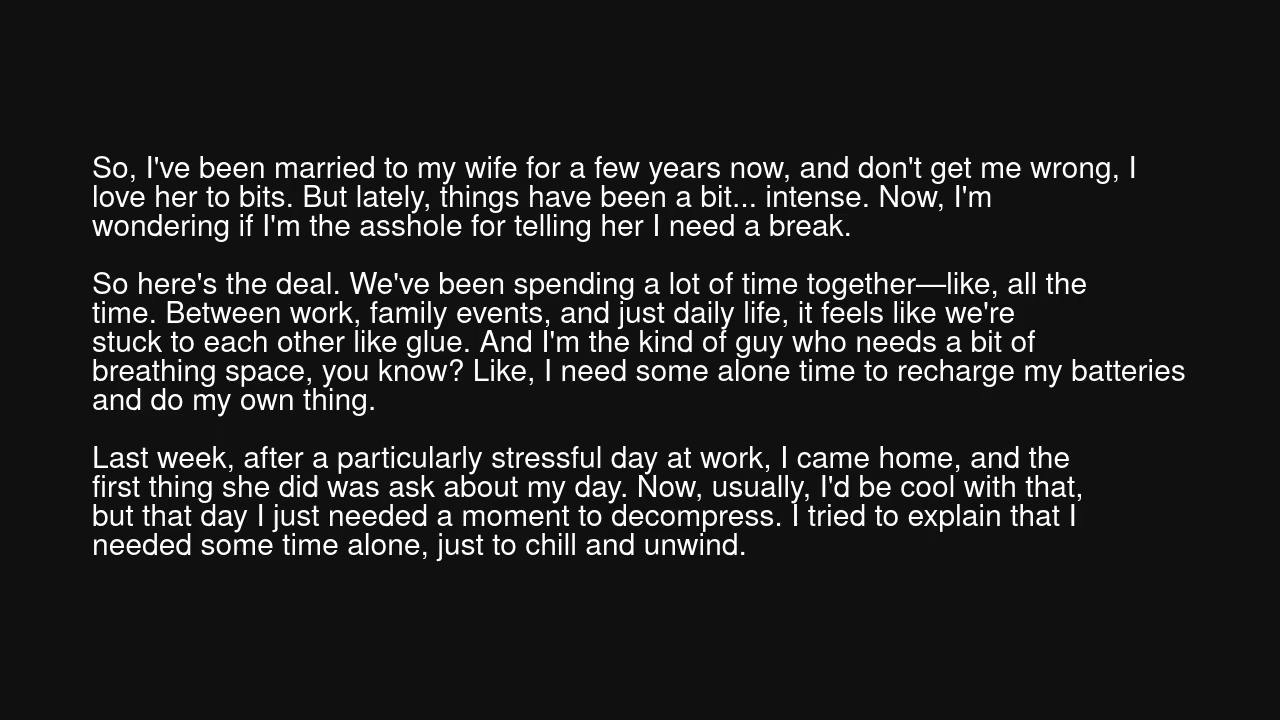 So, I've been married to my wife for a few years now, and don't get me wrong, I
love her to bits. But lately, things have been a bit... intense. Now, I'm
wondering if I'm the asshole for telling her I need a break.
So here's the deal. We've been spending a lot of time together—like, all the
time. Between work, family events, and just daily life, it feels like we're
stuck to each other like glue. And I'm the kind of guy who needs a bit of
breathing space, you know? Like, I need some alone time to recharge my batteries
and do my own thing.
Last week, after a particularly stressful day at work, I came home, and the
first thing she did was ask about my day. Now, usually, I'd be cool with that,
but that day I just needed a moment to decompress. I tried to explain that I
needed some time alone, just to chill and unwind.